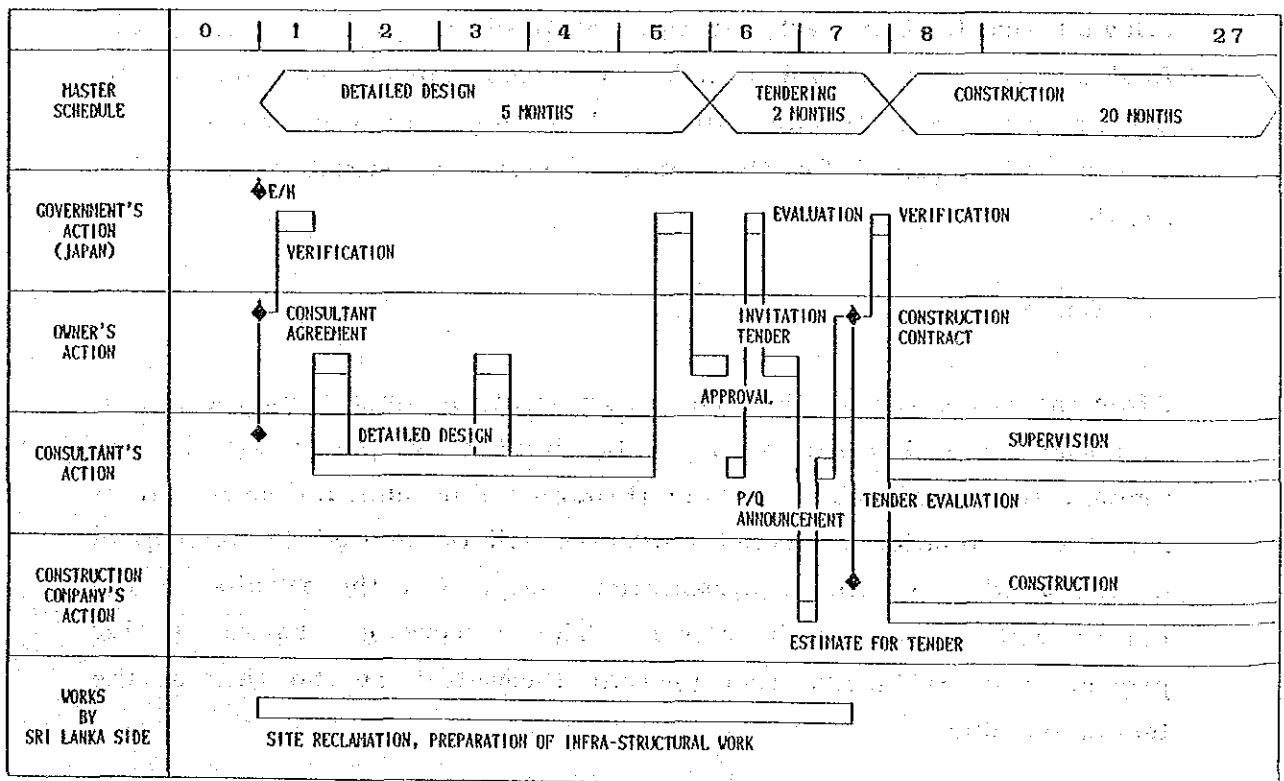 0 1 2 3 4 5 6 7 8 27
MASTER
SCHEDULE
DETAILED DESIGN
5 MONTHS
TENDERING
2 MONTHS
CONSTRUCTION
20 MONTHS
GOVERNMENT'S
ACTION
(JAPAN)
E/N
VERIFICATION
EVALUATION
VERIFICATION
OWNER'S
ACTION
CONSULTANT
AGREEMENT
INVITATION
TENDER
CONSTRUCTION
CONTRACT
APPROVAL
CONSULTANT'S
ACTION
DETAILED DESIGN
SUPERVISION
P/Q
ANNOUNCEMENT
TENDER EVALUATION
CONSTRUCTION
COMPANY'S
ACTION
CONSTRUCTION
ESTIMATE FOR TENDER
WORKS
BY
SRI LANKA SIDE
SITE RECLAMATION, PREPARATION OF INFRA-STRUCTURAL WORK